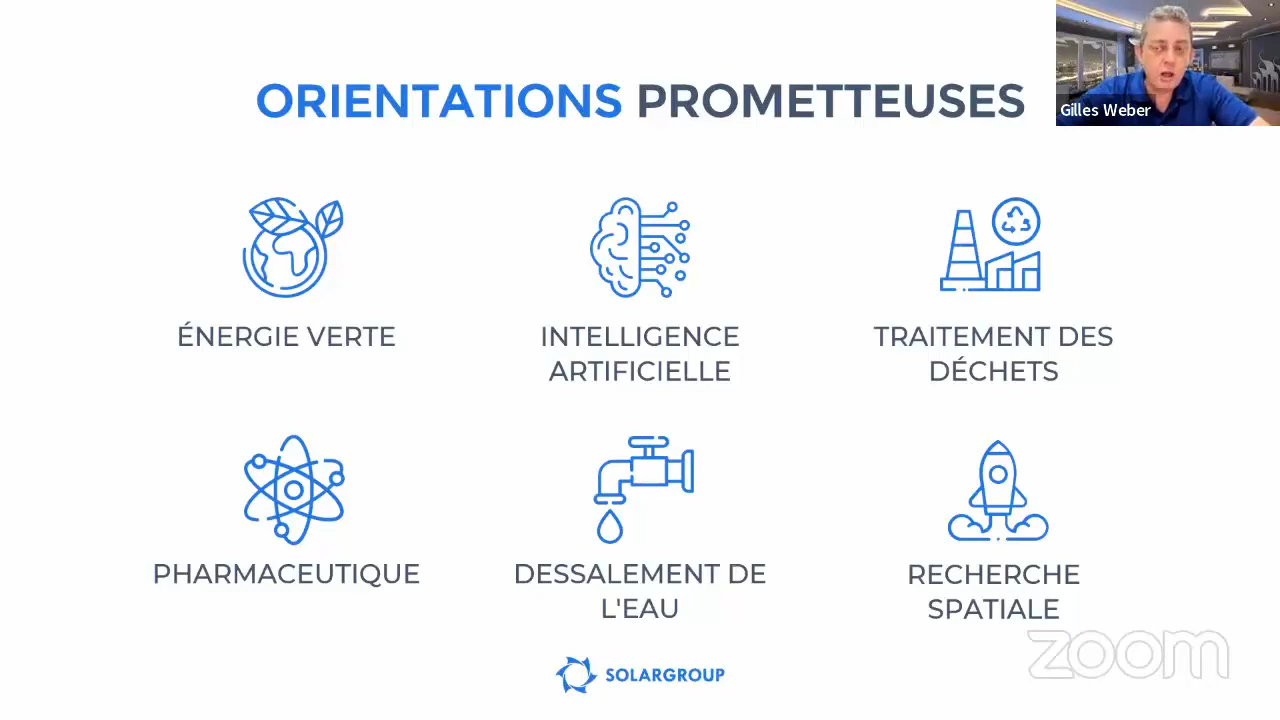 ORIENTATIONS PROMETTEUSES
Gilles Weber
ÉNERGIE VERTE
INTELLIGENCE
ARTIFICIELLE
TRAITEMENT DES
DÉCHETS
PHARMACEUTIQUE
DESSALEMENT DE
L'EAU
RECHERCHE
SPATIALE
zoom
SOLARGROUP